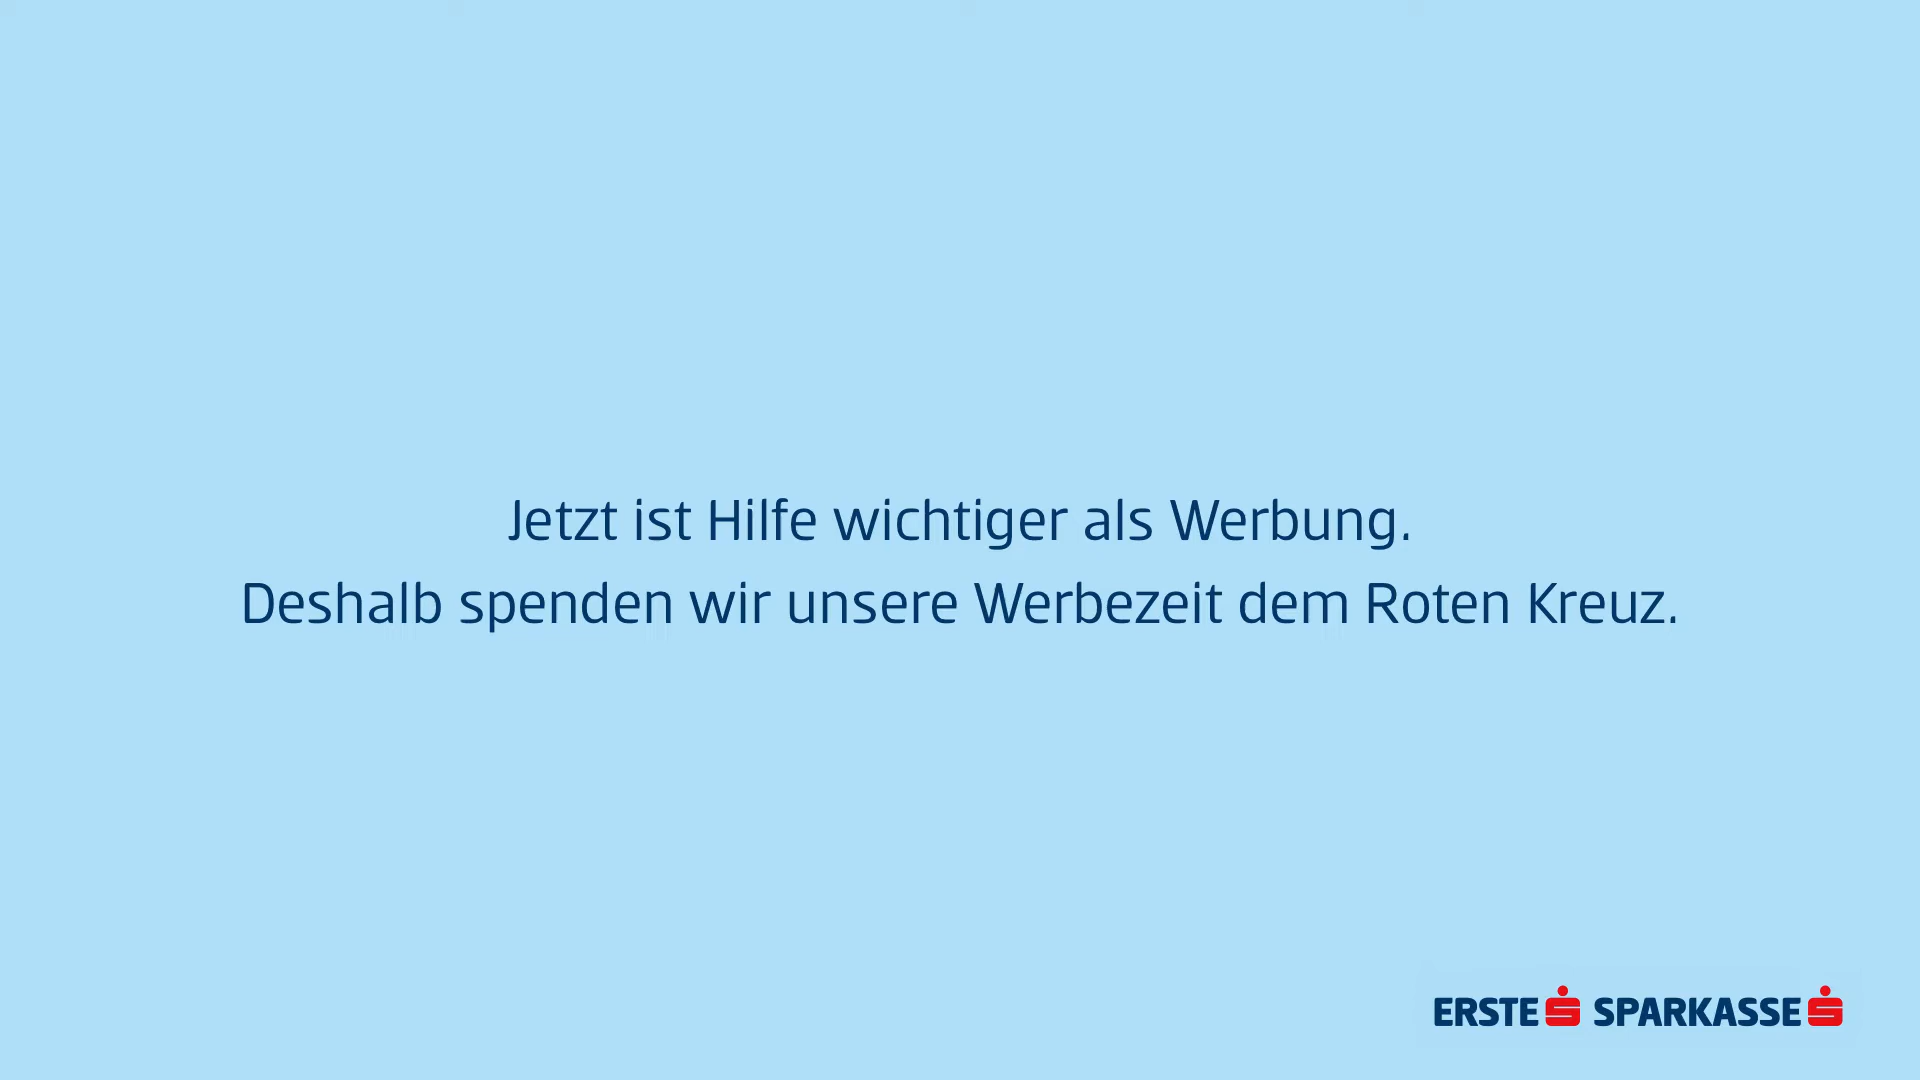 Jetzt ist Hilfe wichtiger als Werbung.
Deshalb spenden wir unsere Werbezeit dem Roten Kreuz.
ERSTE SPARKASSE